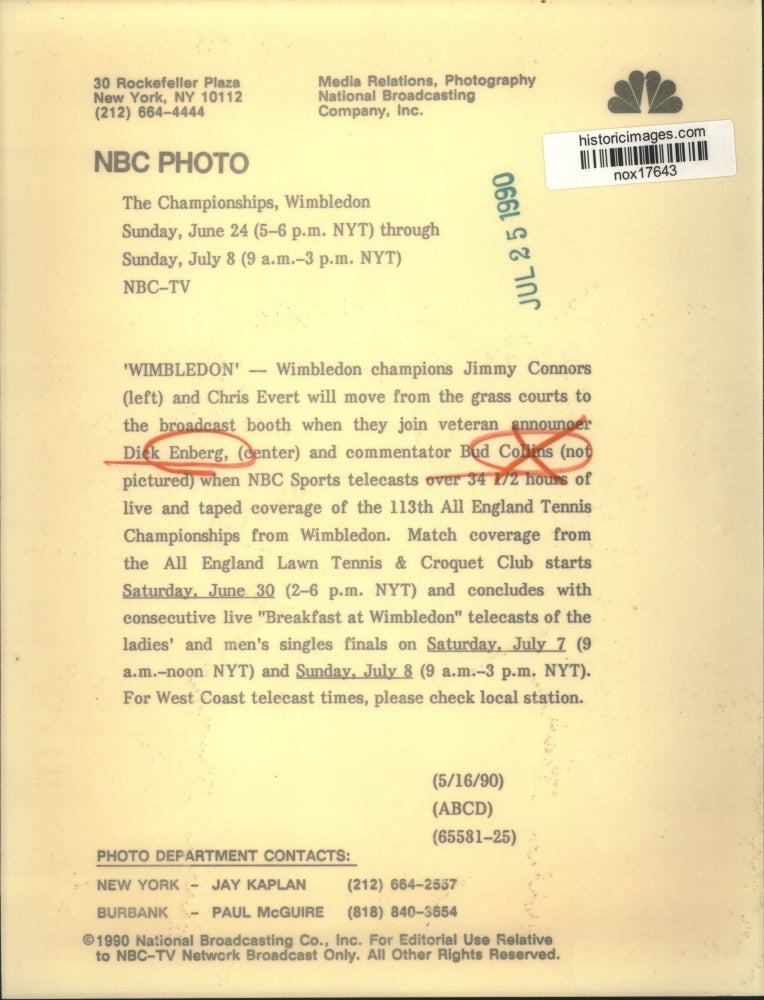 30 Rockefeller Plaza
New York, NY 10112
(212) 664-4444
Media Relations, Photography
National Broadcasting
Company, Inc.
historicimages.com
nox17643
NBC PHOTO
JUL 25 1990
The Championships, Wimbledon
Sunday, June 24 (5-6 p.m. NYT) through
Sunday, July 8 (9 a.m.-3 p.m. NYT)
NBC-TV
'WIMBLEDON' -- Wimbledon champions Jimmy Connors
(left) and Chris Evert will move from the grass courts to
the broadcast booth when they join veteran announcer
Dick Enberg, (center) and commentator Bud Collins (not
pictured) when NBC Sports telecasts over 34 1/2 hours of
live and taped coverage of the 113th All England Tennis
Championships from Wimbledon. Match coverage from
the All England Lawn Tennis & Croquet Club starts
Saturday, June 30 (2-6 p.m. NYT) and concludes with
consecutive live "Breakfast at Wimbledon" telecasts of the
ladies' and men's singles finals on Saturday, July 7 (9
a.m.-noon NYT) and Sunday, July 8 (9 a.m.-3 p.m. NYT).
For West Coast telecast times, please check local station.
(5/16/90)
(ABCD)
(65581-25)
PHOTO DEPARTMENT CONTACTS:
NEW YORK - JAY KAPLAN (212) 664-2557
BURBANK - PAUL McGUIRE (818) 840-3654
©1990 National Broadcasting Co., Inc. For Editorial Use Relative
to NBC-TV Network Broadcast Only. All Other Rights Reserved.